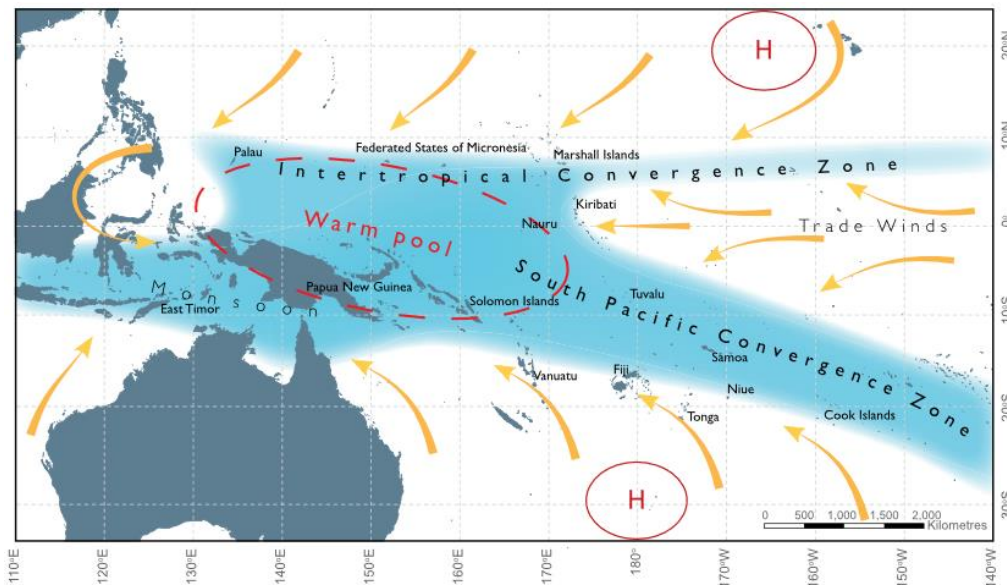 H
20°N
10°N
Palau
Federated States of Micronesia
Marshall Islands
Intertropical Convergence Zone
Kiribati
Warm pool
Nauru
Trade Winds
0°
Monsoon
Papua New Guinea
East Timor
Solomon Islands
South Pacific Convergence Zone
Tuvalu
10°S
Samoa
Vanuatu
Fiji
Niue
Tonga
Cook Islands
20°S
H
30°S
0 500 1,000 1,500 2,000
Kilometres
110°E 120°E 130°E 140°E 150°E 160°E 170°E 180° 170°W 160°W 150°W 140°W